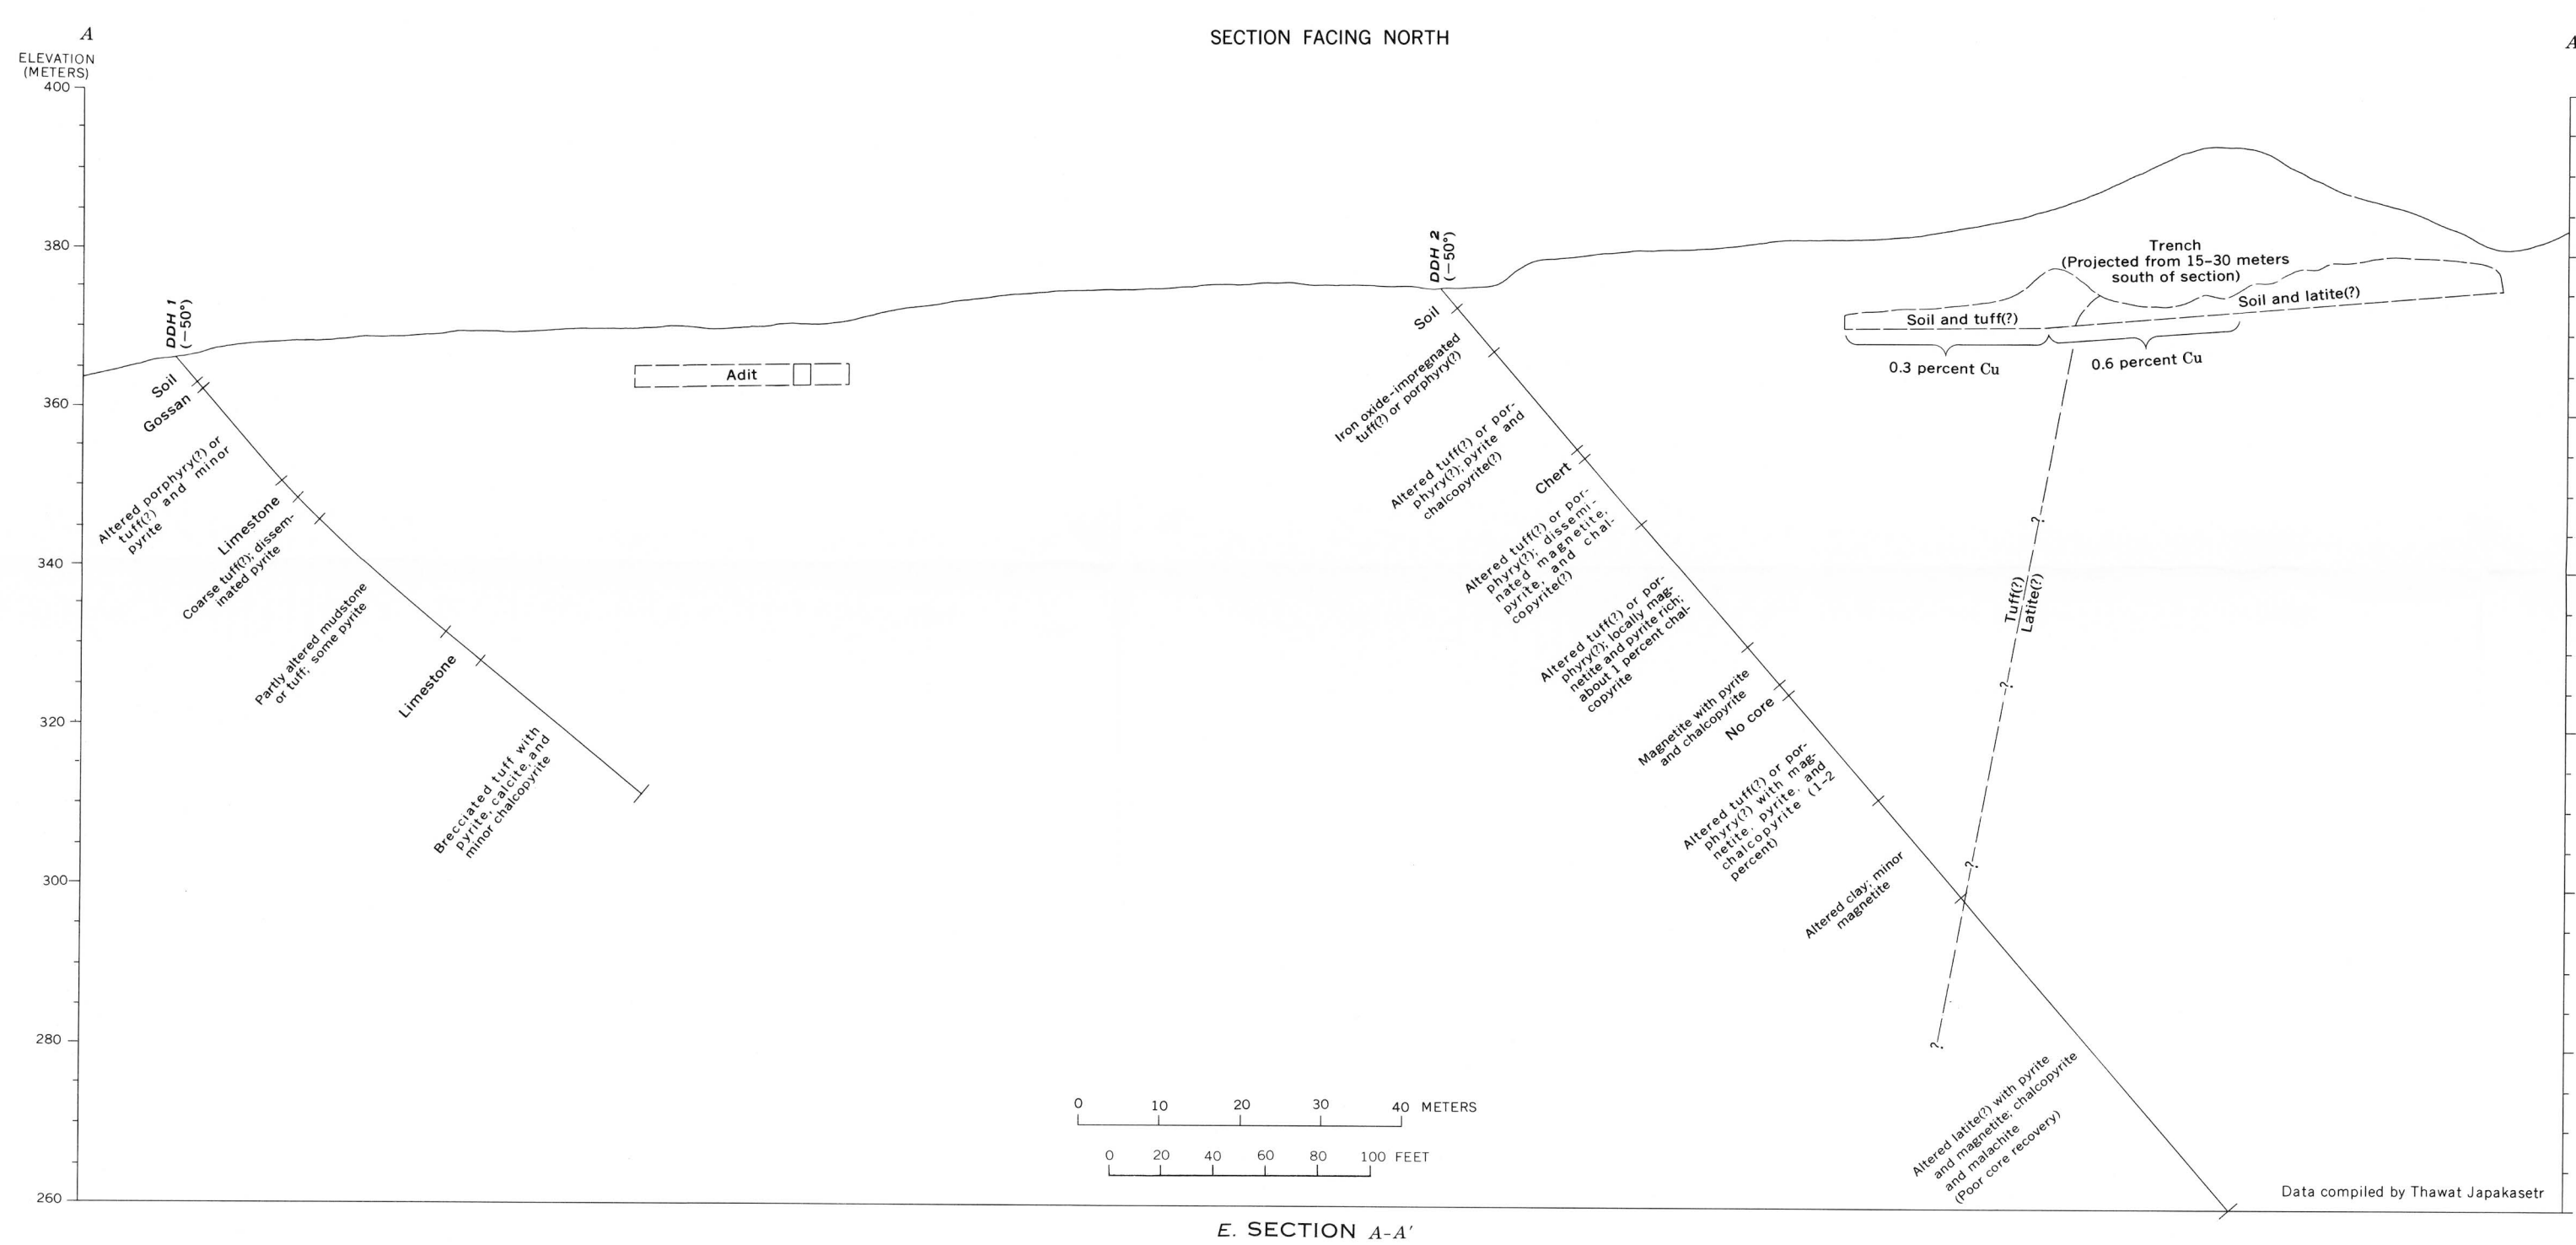 A
SECTION FACING NORTH
A
ELEVATION
(METERS)
400
380
360
340
320
300
280
260
DDH 1
(−50°)
Soil
Gossan
Altered porphyry(?) or
tuff(?) and minor
pyrite
Limestone
Coarse tuff(?); dissem-
inated pyrite
Partly altered mudstone
or tuff; some pyrite
Limestone
Brecciated tuff with
pyrite, calcite, and
minor chalcopyrite
Adit
DDH 2
(−50°)
Soil
Iron oxide-impregnated
tuff(?) or porphyry(?)
Altered tuff(?) or por-
phyry(?); pyrite and
chalcopyrite(?)
Chert
Altered tuff(?) or por-
phyry(?); dissemi-
nated magnetite,
pyrite, and chal-
copyrite(?)
Altered tuff(?) or por-
phyry(?); locally mag-
netite and pyrite rich;
about 1 percent chal-
copyrite
Magnetite with pyrite
and chalcopyrite
No core
Altered tuff(?) or por-
phyry(?) with mag-
netite, pyrite, and
chalcopyrite (1–2
percent)
Altered clay; minor
magnetite
Altered latite(?) with pyrite
and magnetite; chalcopyrite
and malachite
(Poor core recovery)
Trench
(Projected from 15–30 meters
south of section)
Soil and tuff(?)
Soil and latite(?)
0.3 percent Cu
0.6 percent Cu
?
Tuff(?)
Latite(?)
?
?
?
0 10 20 30 40 METERS
0 20 40 60 80 100 FEET
Data compiled by Thawat Japakasetr
E. SECTION A–A′